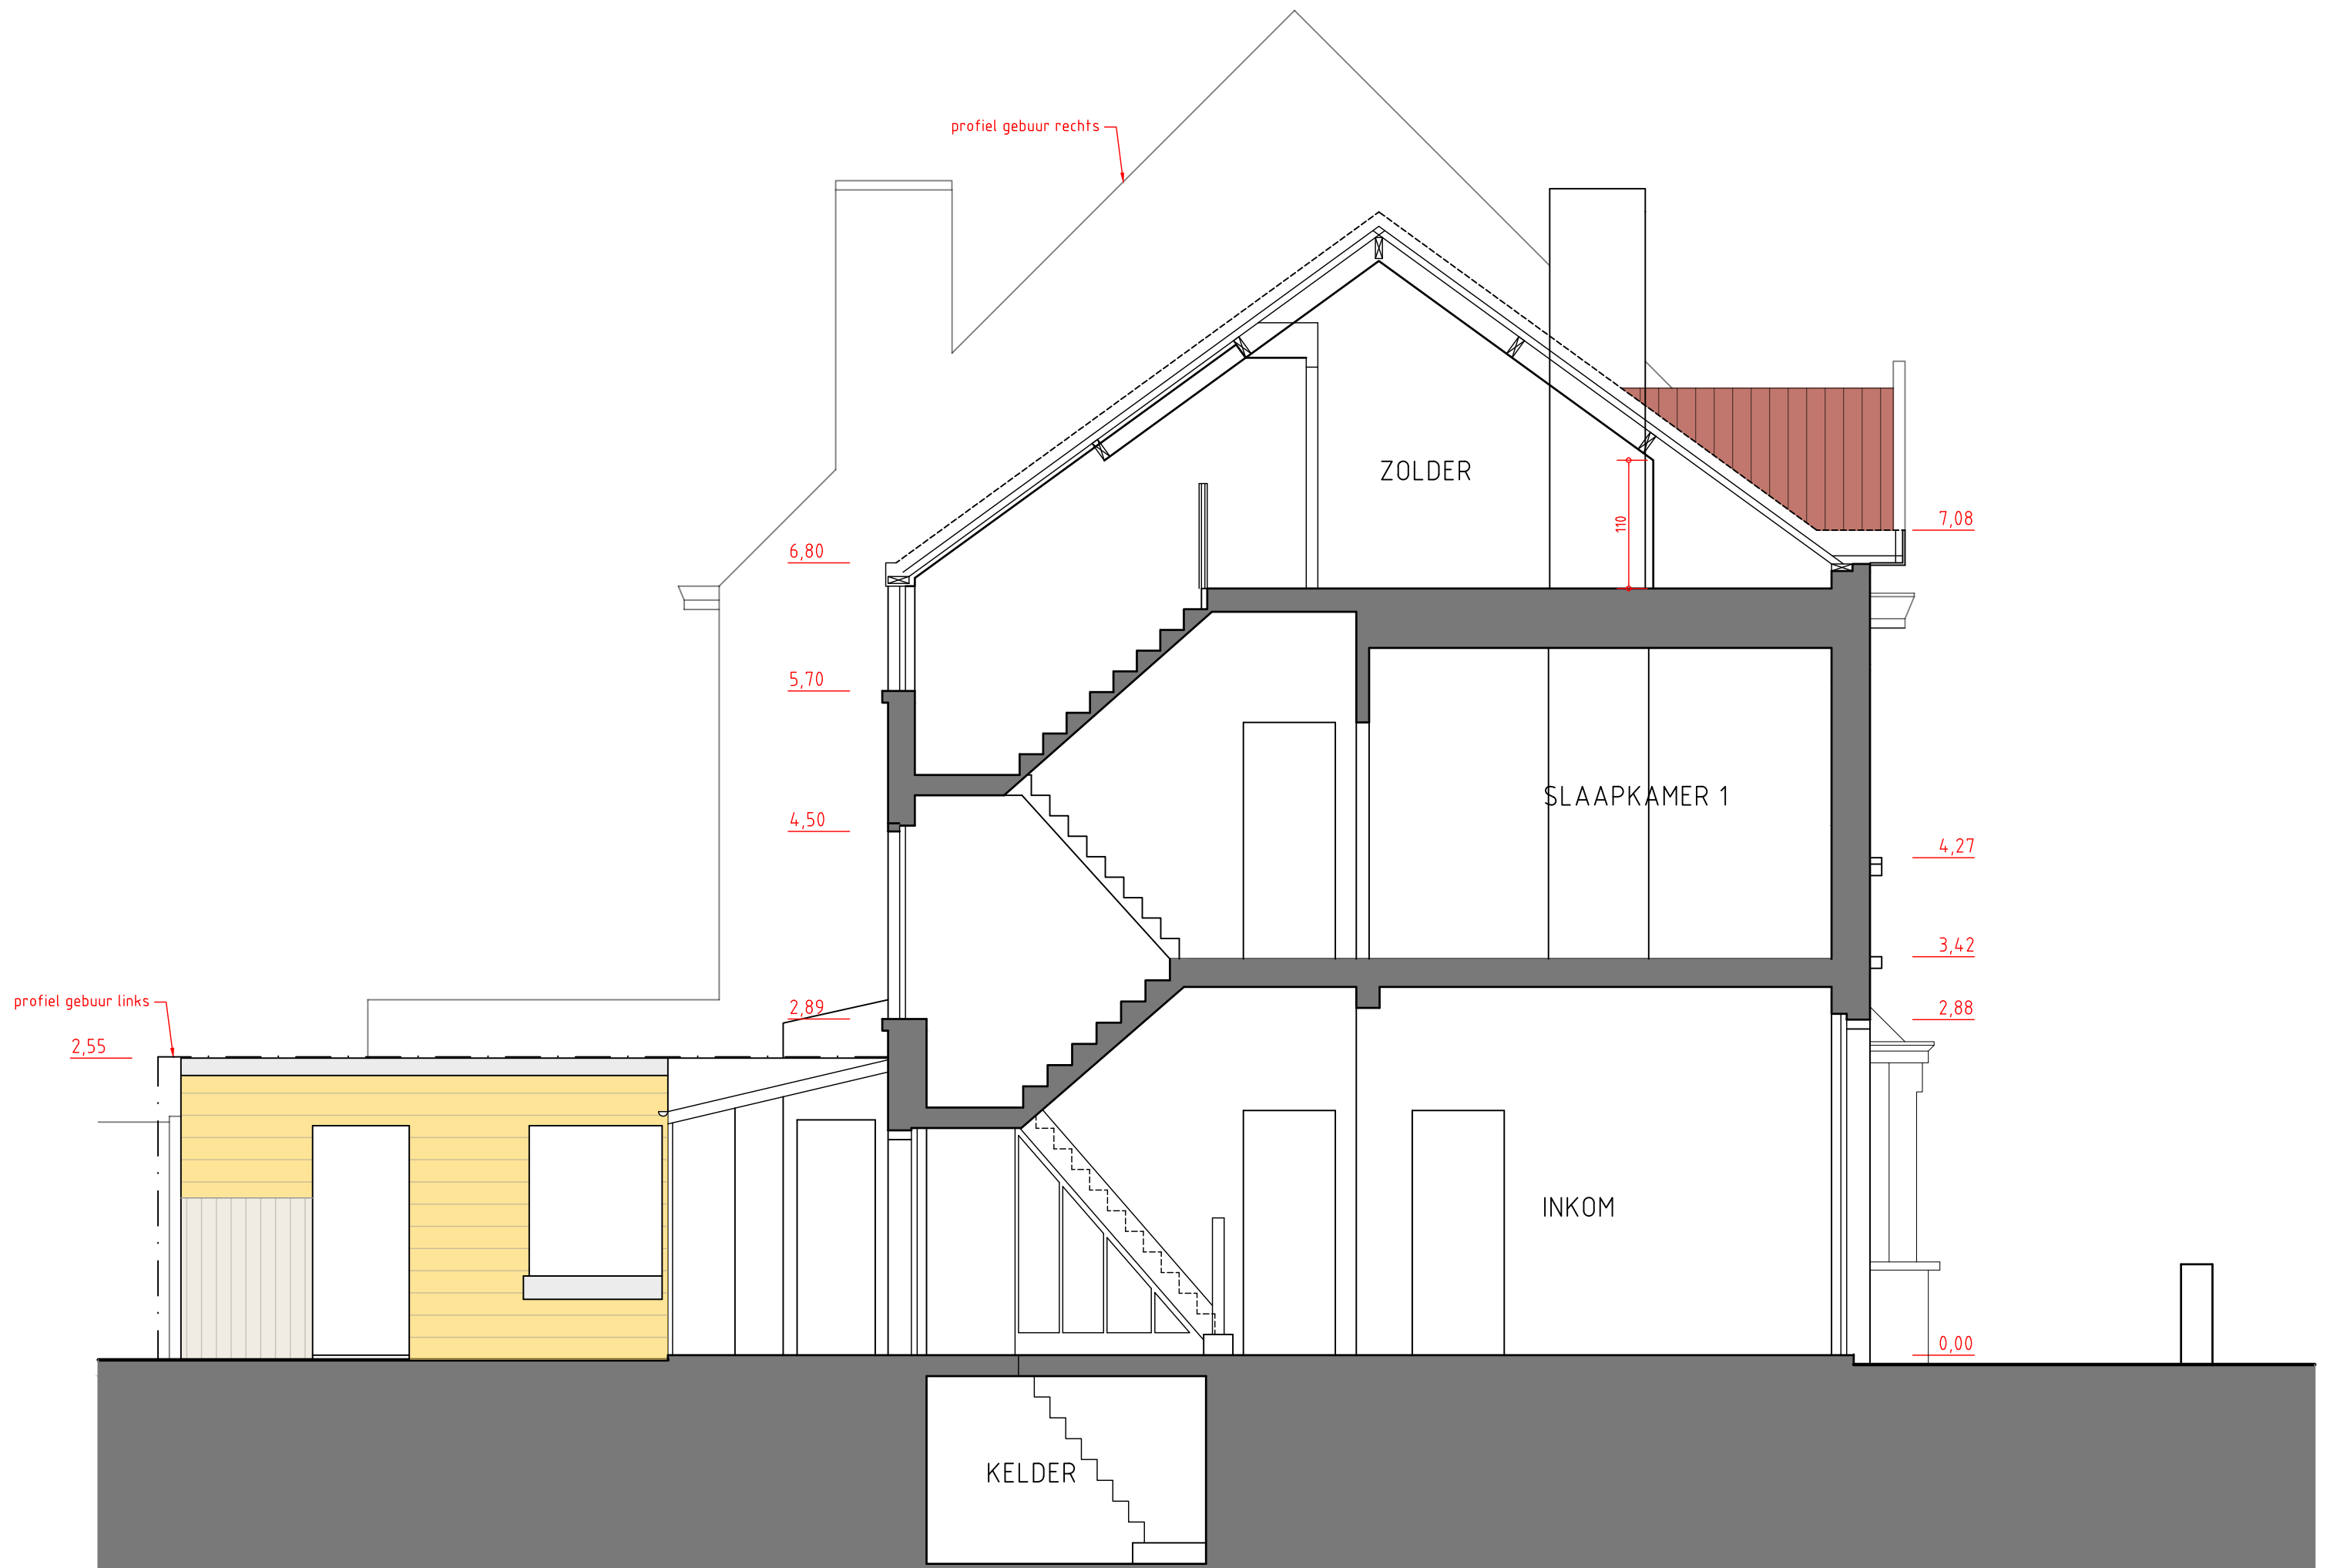 profiel gebuur rechts
ZOLDER
110
7,08
6,80
5,70
SLAAPKAMER 1
4,50
4,27
3,42
profiel gebuur links
2,89
2,88
2,55
INKOM
0,00
KELDER